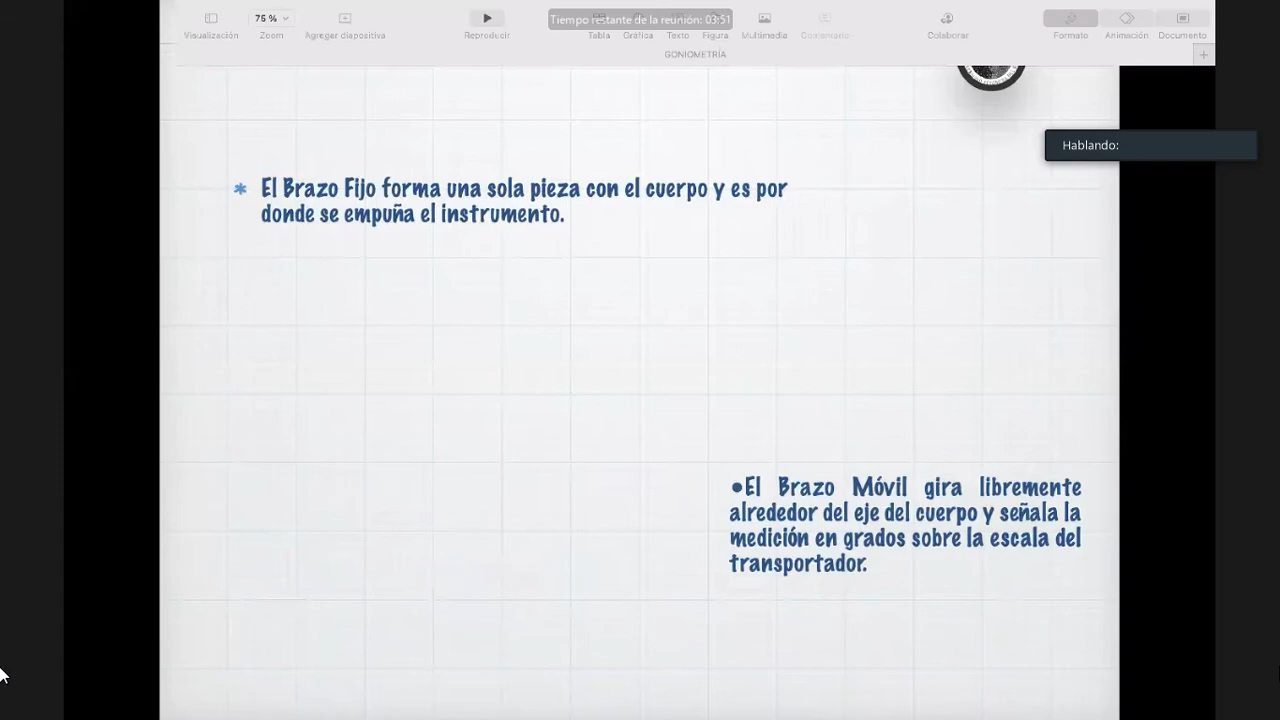 75 %
Tiempo restante de la reunión: 03:51
Visualización Zoom Agregar diapositiva Reproducir Tabla Gráfica Texto Figura Multimedia Comentario Colaborar Formato Animación Documento
GONIOMETRÍA
+
Hablando:
* El Brazo Fijo forma una sola pieza con el cuerpo y es por
donde se empuña el instrumento.
•El Brazo Móvil gira libremente
alrededor del eje del cuerpo y señala la
medición en grados sobre la escala del
transportador.